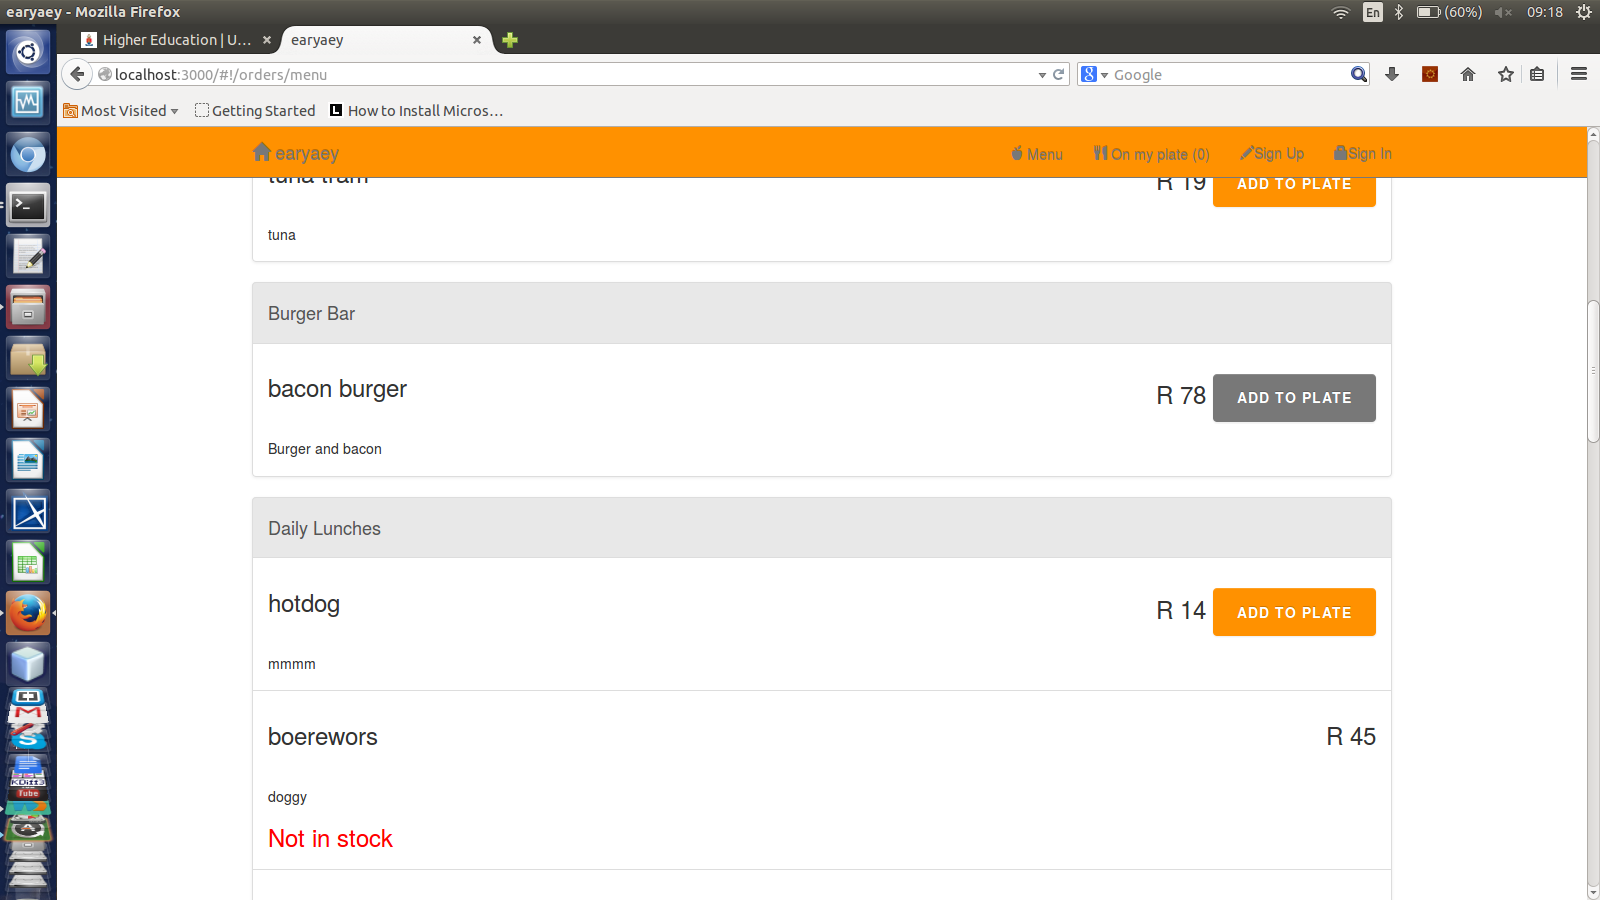 earyaey - Mozilla Firefox
En
(60%)
09:18
Higher Education | U...
earyaey
localhost:3000/#!/orders/menu
Google
Most Visited
Getting Started
How to Install Micros...
earyaey
Menu
On my plate (0)
Sign Up
Sign In
R 19
ADD TO PLATE
tuna
Burger Bar
bacon burger
R 78
ADD TO PLATE
Burger and bacon
Daily Lunches
hotdog
R 14
ADD TO PLATE
mmmm
boerewors
R 45
doggy
Not in stock